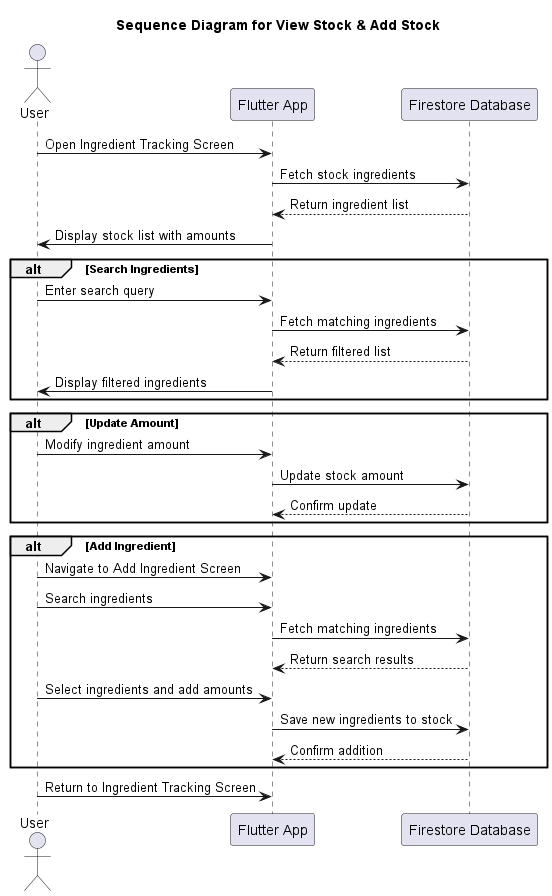 Sequence Diagram for View Stock & Add Stock
User
Flutter App
Firestore Database
Open Ingredient Tracking Screen
Fetch stock ingredients
Return ingredient list
Display stock list with amounts
alt [Search Ingredients]
Enter search query
Fetch matching ingredients
Return filtered list
Display filtered ingredients
alt [Update Amount]
Modify ingredient amount
Update stock amount
Confirm update
alt [Add Ingredient]
Navigate to Add Ingredient Screen
Search ingredients
Fetch matching ingredients
Return search results
Select ingredients and add amounts
Save new ingredients to stock
Confirm addition
Return to Ingredient Tracking Screen
User
Flutter App
Firestore Database